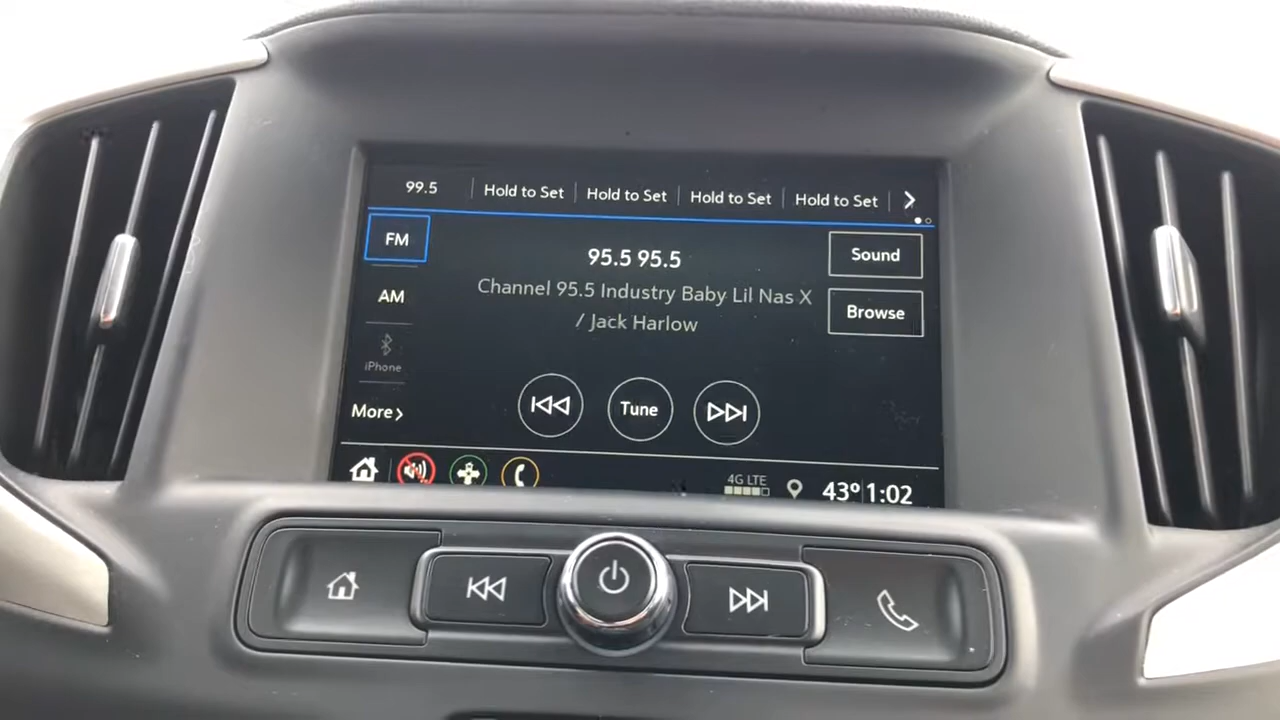 99.5 Hold to Set Hold to Set Hold to Set Hold to Set
FM
95.5 95.5
Sound
Channel 95.5 Industry Baby Lil Nas X
/ Jack Harlow
AM
Browse
iPhone
More
Tune
4G LTE
43° 1:02